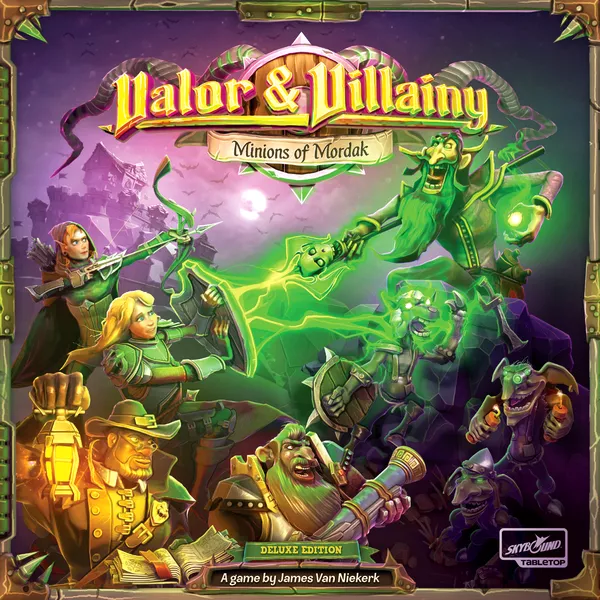 Valor & Villainy
Minions of Mordak
DELUXE EDITION
A game by James Van Niekerk
SKYBOUND
TABLETOP